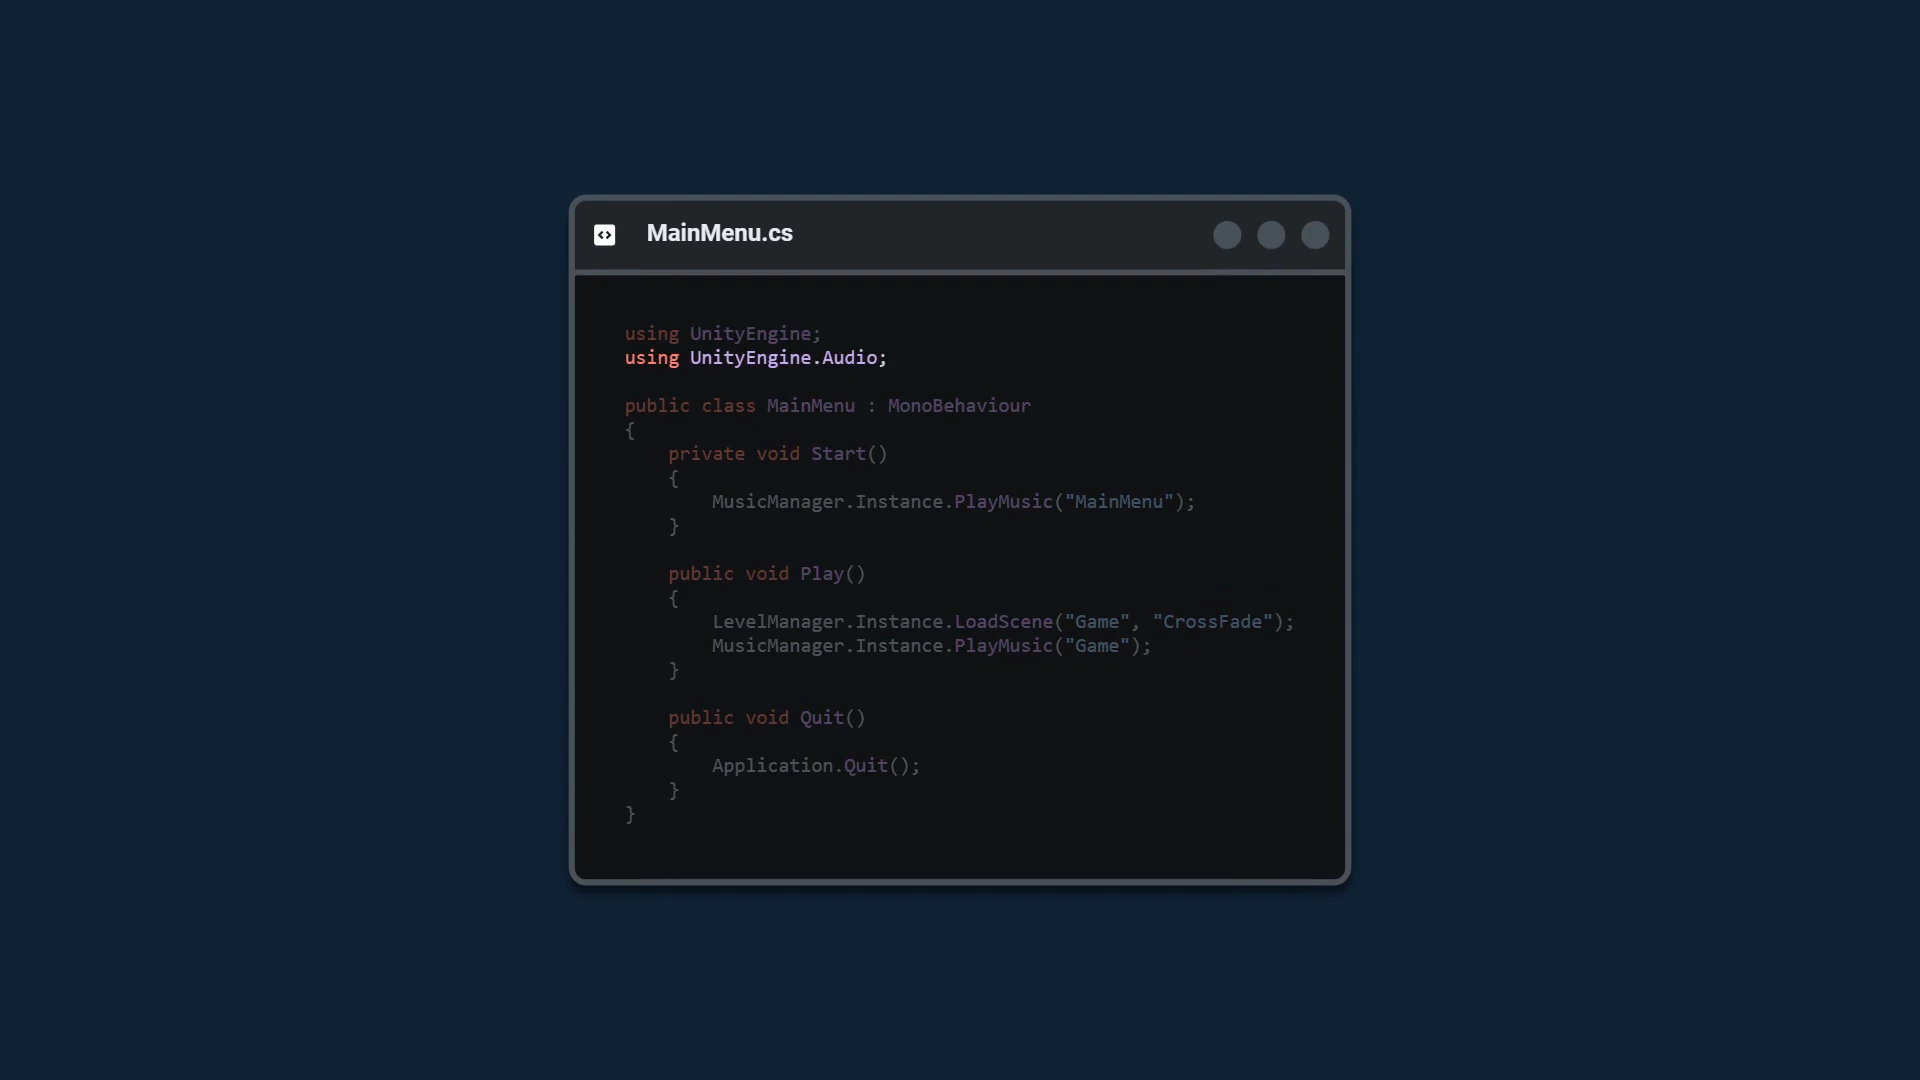 MainMenu.cs
using UnityEngine;
using UnityEngine.Audio;
public class MainMenu : MonoBehaviour
{
    private void Start()
    {
        MusicManager.Instance.PlayMusic("MainMenu");
    }
    public void Play()
    {
        LevelManager.Instance.LoadScene("Game", "CrossFade");
        MusicManager.Instance.PlayMusic("Game");
    }
    public void Quit()
    {
        Application.Quit();
    }
}